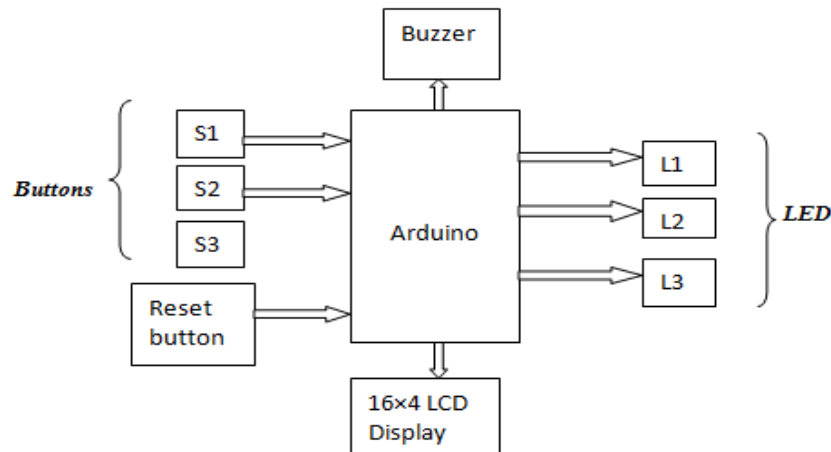 Buzzer
S1
S2
S3
Buttons
Reset
button
Arduino
L1
L2
L3
LED
16×4 LCD
Display